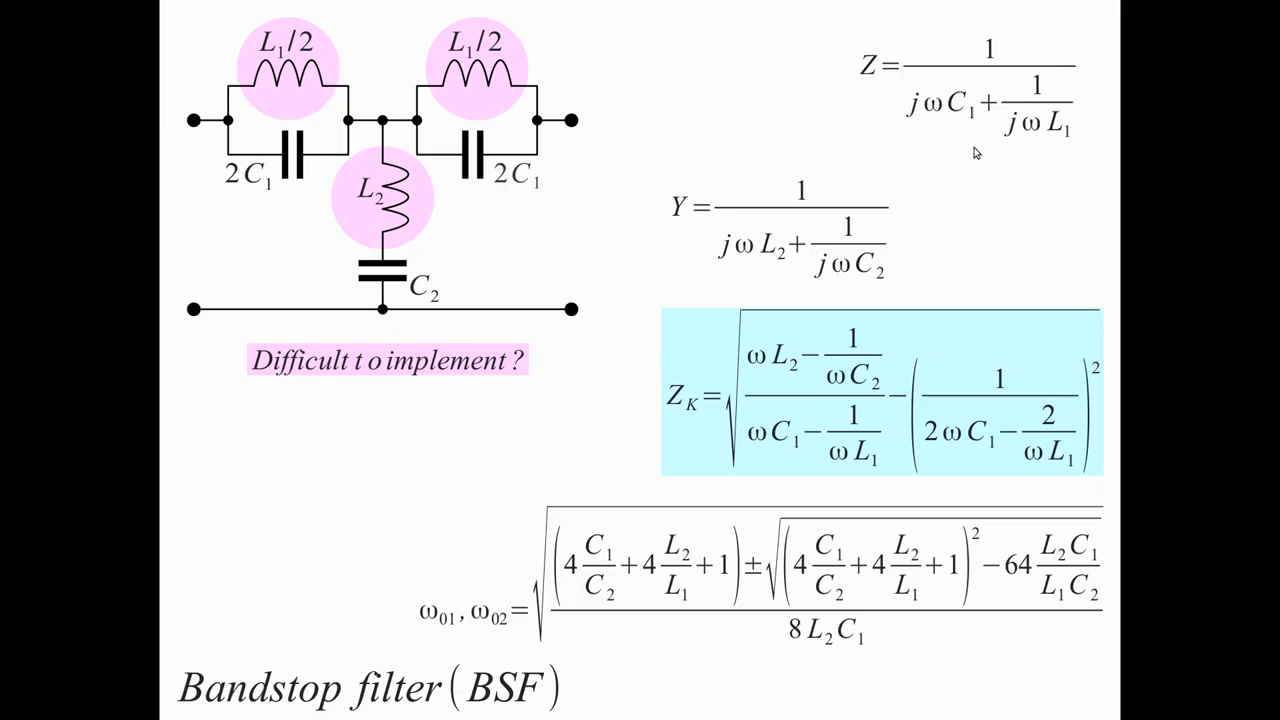 L₁/2 L₁/2
2C₁ 2C₁
L₂
C₂
Difficult t o implement ?
Z = 1 / (jωC₁ + 1/(jωL₁))
Y = 1 / (jωL₂ + 1/(jωC₂))
Z_K = √((ωL₂ − 1/(ωC₂)) / (ωC₁ − 1/(ωL₁)) − (1 / (2ωC₁ − 2/(ωL₁)))²)
ω₀₁, ω₀₂ = √(((4 C₁/C₂ + 4 L₂/L₁ + 1) ± √((4 C₁/C₂ + 4 L₂/L₁ + 1)² − 64 L₂C₁/(L₁C₂))) / (8 L₂C₁))
Bandstop filter (BSF)